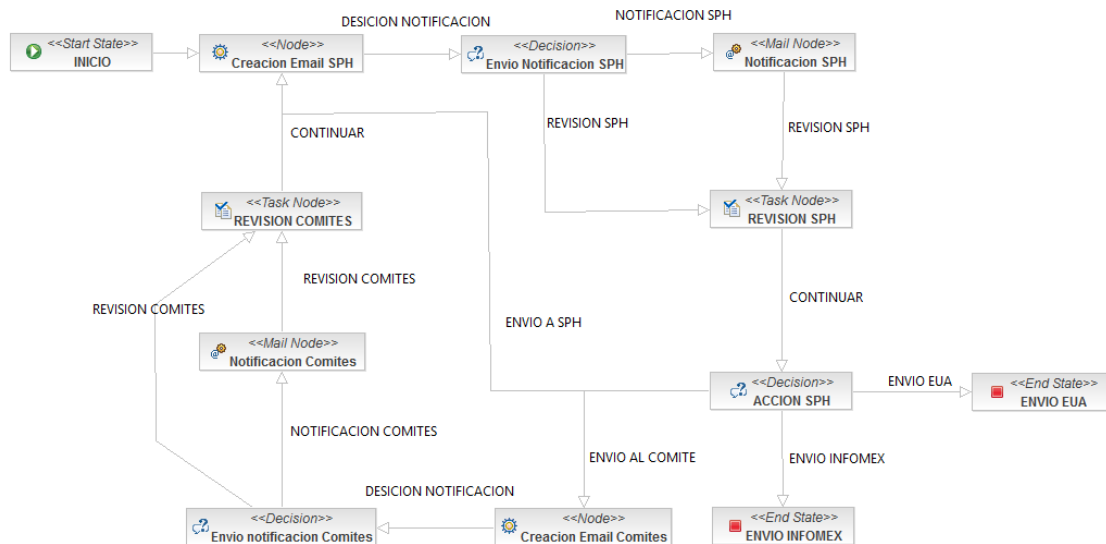 NOTIFICACION SPH
DESICION NOTIFICACION
<<Start State>>
INICIO
<<Node>>
Creacion Email SPH
<<Decision>>
Envio Notificacion SPH
<<Mail Node>>
Notificacion SPH
REVISION SPH
REVISION SPH
CONTINUAR
<<Task Node>>
REVISION COMITES
<<Task Node>>
REVISION SPH
REVISION COMITES
CONTINUAR
REVISION COMITES
ENVIO A SPH
<<Mail Node>>
Notificacion Comites
<<Decision>>
ACCION SPH
ENVIO EUA
<<End State>>
ENVIO EUA
NOTIFICACION COMITES
ENVIO AL COMITE
ENVIO INFOMEX
DESICION NOTIFICACION
<<Decision>>
Envio notificacion Comites
<<Node>>
Creacion Email Comites
<<End State>>
ENVIO INFOMEX